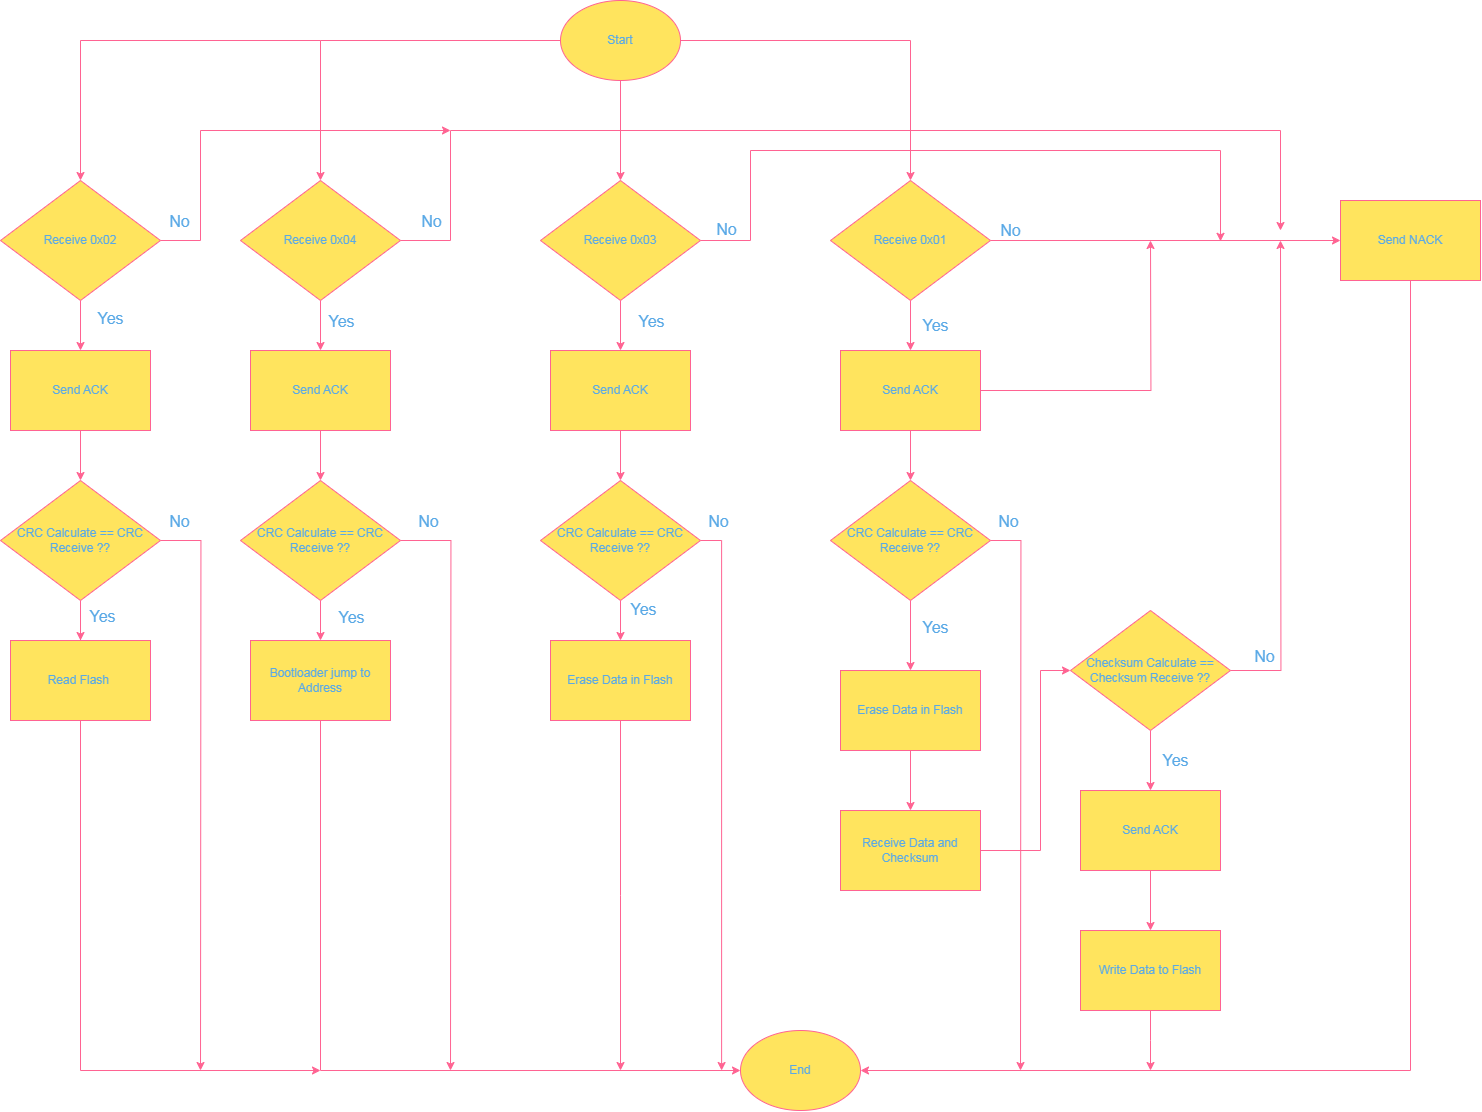 Start
No
No
No
No
Receive 0x02
Receive 0x04
Receive 0x03
Receive 0x01
Send NACK
Yes
Yes
Yes
Yes
Send ACK
Send ACK
Send ACK
Send ACK
No
No
No
No
CRC Calculate == CRC
Receive ??
CRC Calculate == CRC
Receive ??
CRC Calculate == CRC
Receive ??
CRC Calculate == CRC
Receive ??
Yes
Yes
Yes
Yes
Read Flash
Bootloader jump to
Address
Erase Data in Flash
Erase Data in Flash
Checksum Calculate ==
Checksum Receive ??
No
Yes
Receive Data and
Checksum
Send ACK
Write Data to Flash
End